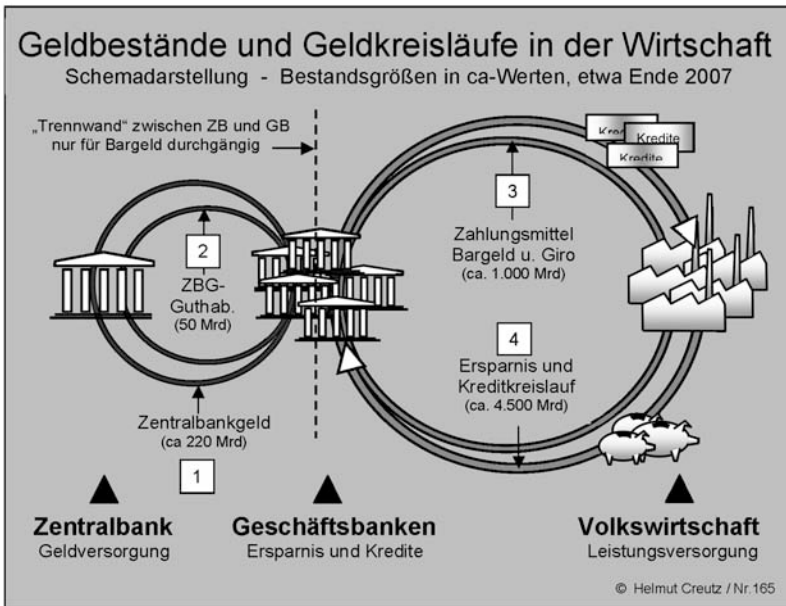 Geldbestände und Geldkreisläufe in der Wirtschaft
Schemadarstellung - Bestandsgrößen in ca-Werten, etwa Ende 2007
„Trennwand“ zwischen ZB und GB
nur für Bargeld durchgängig
Kredite
Kredite
3
Zahlungsmittel
Bargeld u. Giro
(ca. 1.000 Mrd)
2
ZBG-
Guthab.
(50 Mrd)
4
Ersparnis und
Kreditkreislauf
(ca. 4.500 Mrd)
Zentralbankgeld
(ca 220 Mrd)
1
Zentralbank
Geldversorgung
Geschäftsbanken
Ersparnis und Kredite
Volkswirtschaft
Leistungsversorgung
© Helmut Creutz / Nr.165